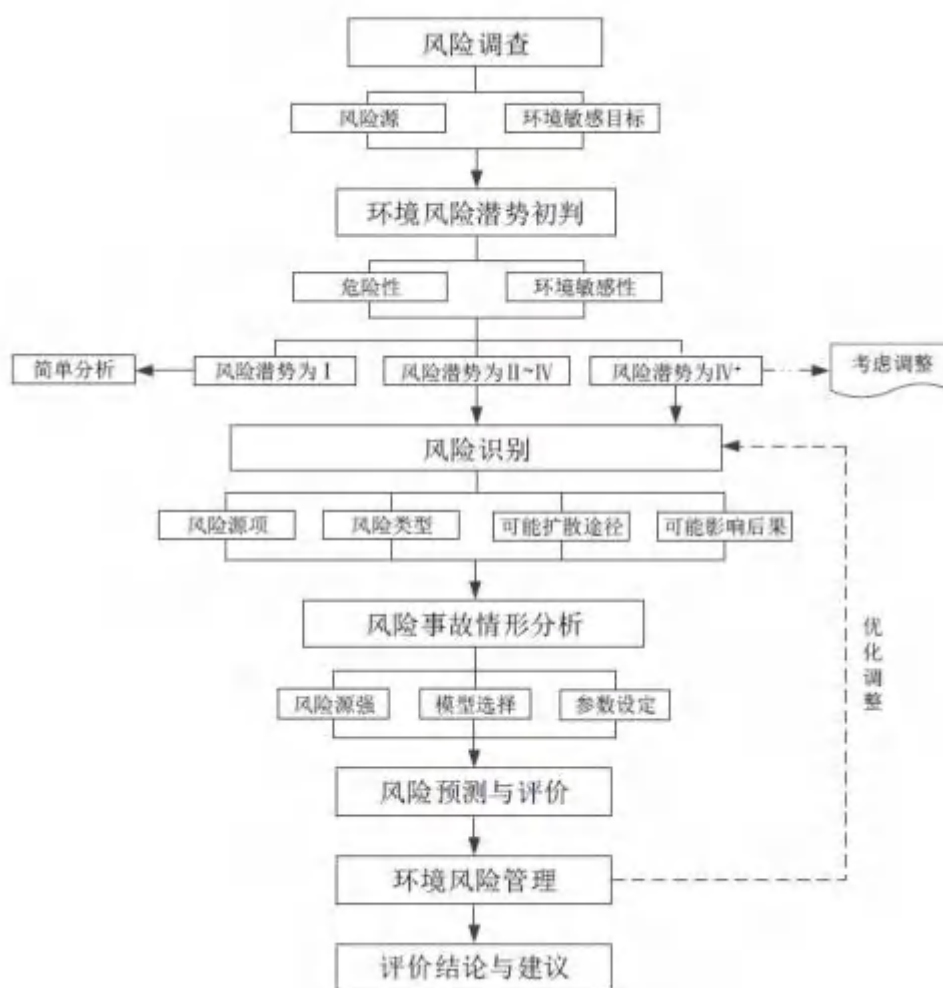 风险调查
风险源
环境敏感目标
环境风险潜势初判
危险性
环境敏感性
简单分析
风险潜势为Ⅰ
风险潜势为Ⅱ~Ⅳ
风险潜势为Ⅳ⁺
考虑调整
风险识别
风险源项
风险类型
可能扩散途径
可能影响后果
风险事故情形分析
优化调整
风险源强
模型选择
参数设定
风险预测与评价
环境风险管理
评价结论与建议